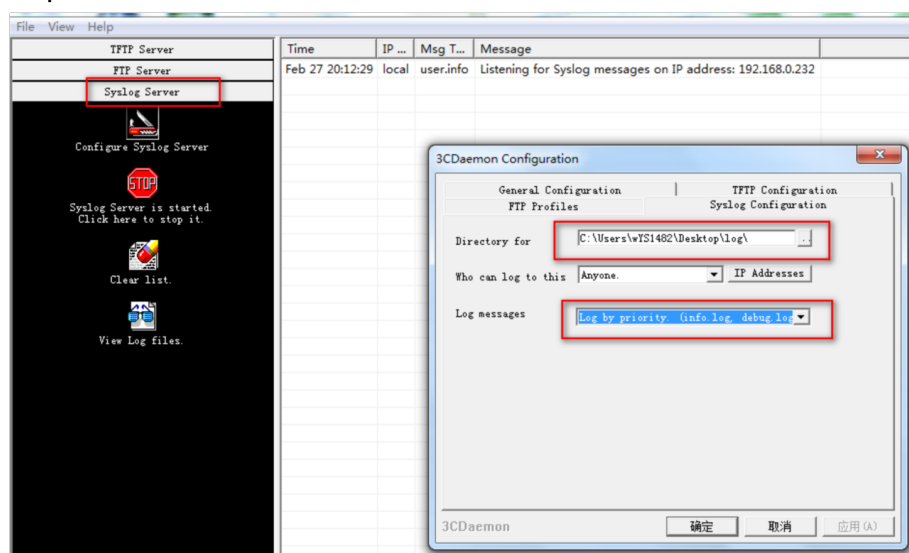 File View Help
TFTP Server
FTP Server
Syslog Server
Configure Syslog Server
STOP
Syslog Server is started.
Click here to stop it.
Clear list.
View Log files.
Time IP ... Msg T... Message
Feb 27 20:12:29 local user.info Listening for Syslog messages on IP address: 192.168.0.232
3CDaemon Configuration
General Configuration TFTP Configuration
FTP Profiles Syslog Configuration
Directory for C:\Users\wYS1482\Desktop\log\ ..
Who can log to this Anyone. IP Addresses
Log messages Log by priority. (info.log, debug.log
3CDaemon 确定 取消 应用(A)